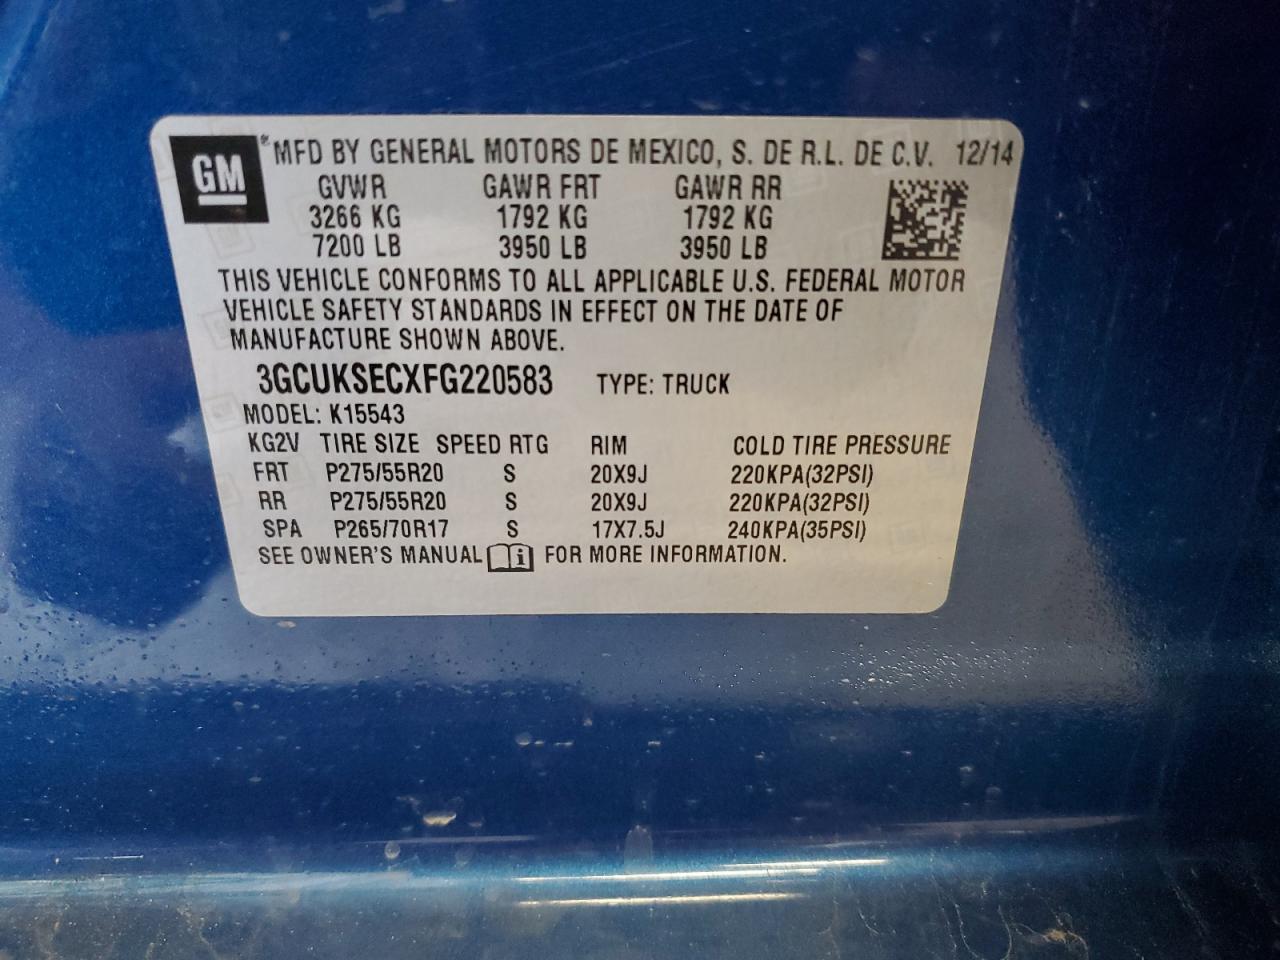 GM ® MFD BY GENERAL MOTORS DE MEXICO, S. DE R.L. DE C.V. 12/14
GVWR GAWR FRT GAWR RR
3266 KG 1792 KG 1792 KG
7200 LB 3950 LB 3950 LB
THIS VEHICLE CONFORMS TO ALL APPLICABLE U.S. FEDERAL MOTOR
VEHICLE SAFETY STANDARDS IN EFFECT ON THE DATE OF
MANUFACTURE SHOWN ABOVE.
3GCUKSECXFG220583 TYPE: TRUCK
MODEL: K15543
KG2V TIRE SIZE SPEED RTG RIM COLD TIRE PRESSURE
FRT P275/55R20 S 20X9J 220KPA(32PSI)
RR P275/55R20 S 20X9J 220KPA(32PSI)
SPA P265/70R17 S 17X7.5J 240KPA(35PSI)
SEE OWNER'S MANUAL i FOR MORE INFORMATION.